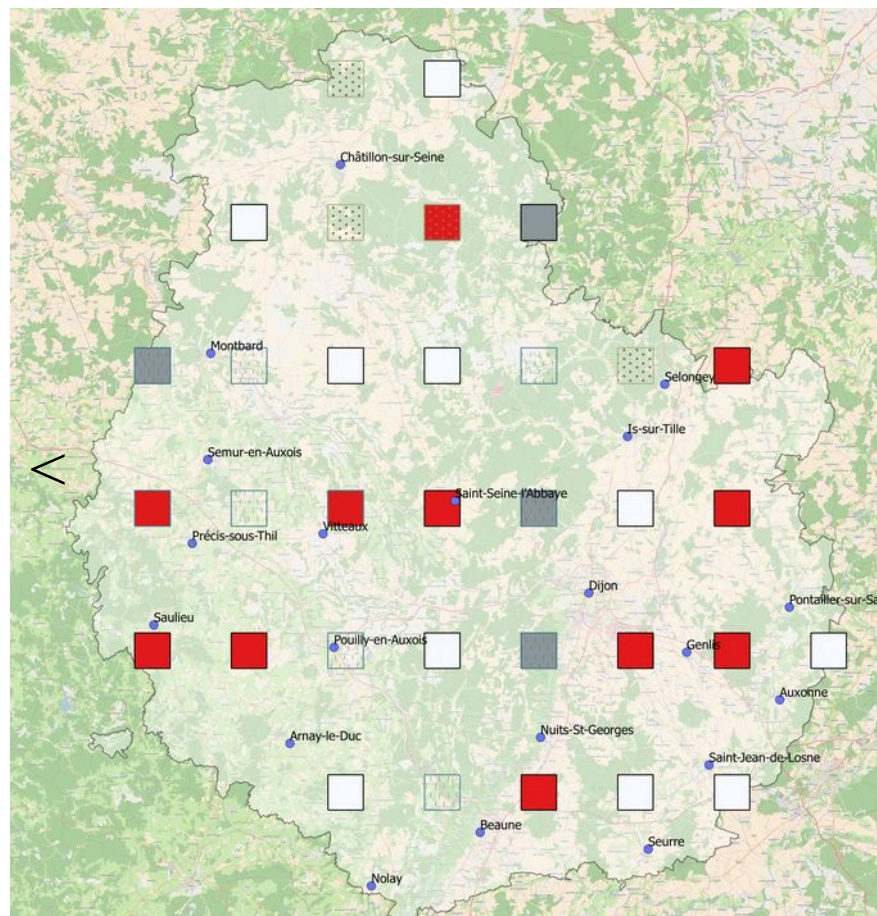 Châtillon-sur-Seine
Montbard
Selongey
Is-sur-Tille
Semur-en-Auxois
Saint-Seine-l'Abbaye
Vitteaux
Précis-sous-Thil
Dijon
Pontailler-sur-Sa
Saulieu
Pouilly-en-Auxois
Genlis
Auxonne
Arnay-le-Duc
Nuits-St-Georges
Saint-Jean-de-Losne
Beaune
Seurre
Nolay